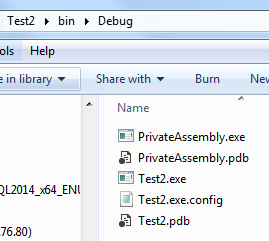 Test2 ▸ bin ▸ Debug
ols Help
e in library ▾ Share with ▾ Burn Nev
Name
PrivateAssembly.exe
PrivateAssembly.pdb
QL2014_x64_ENU Test2.exe
Test2.exe.config
76.80) Test2.pdb